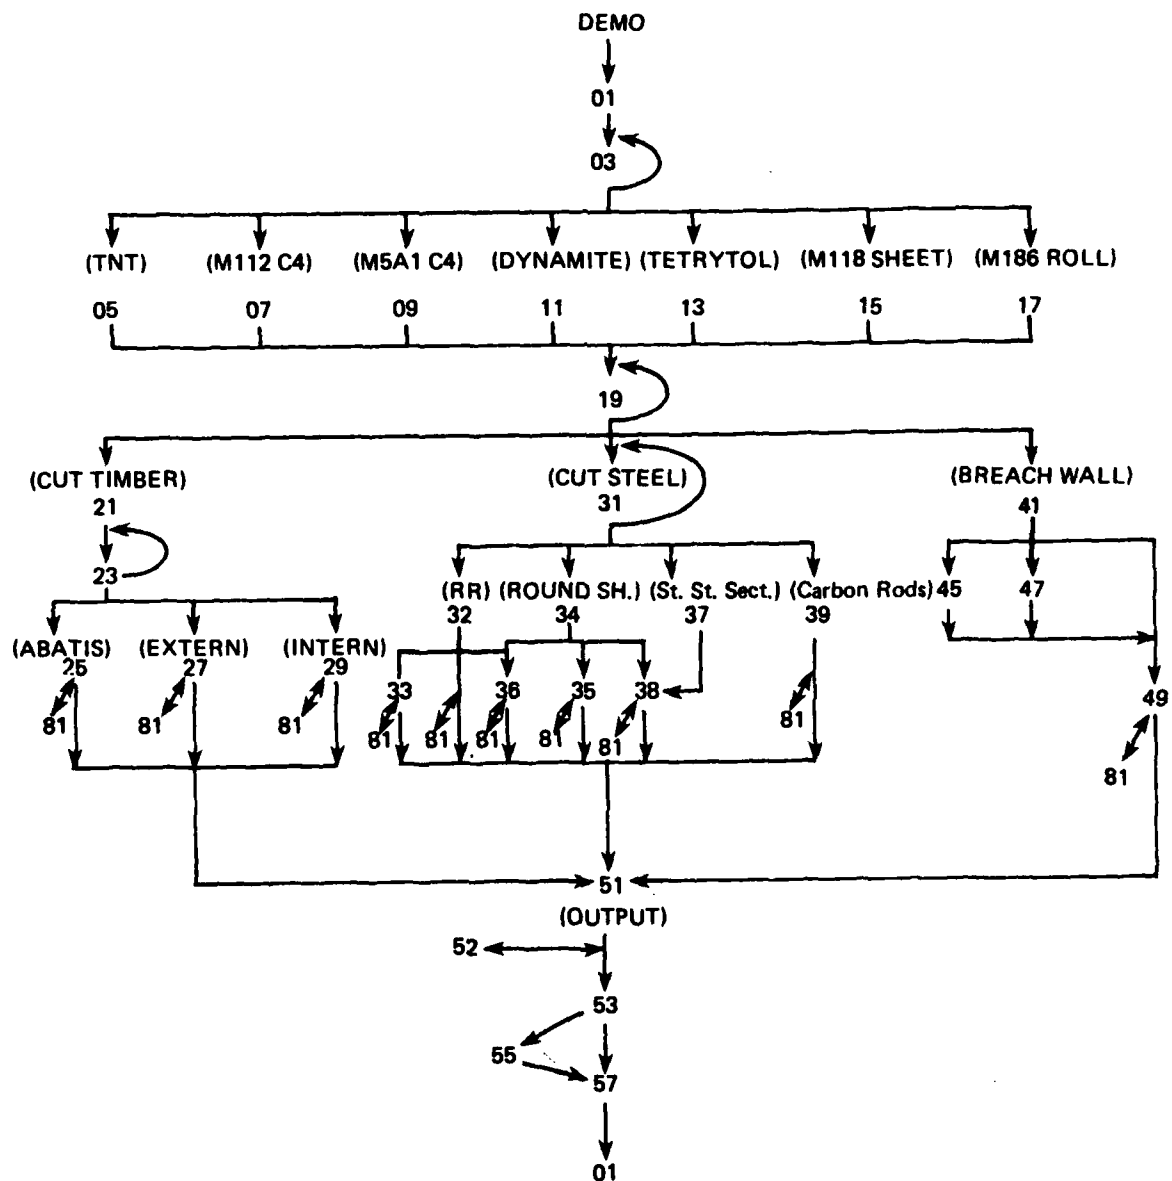 DEMO
01
03
(TNT) (M112 C4) (M5A1 C4) (DYNAMITE) (TETRYTOL) (M118 SHEET) (M186 ROLL)
05 07 09 11 13 15 17
19
(CUT TIMBER) (CUT STEEL) (BREACH WALL)
21 31 41
23
(RR) (ROUND SH.) (St. St. Sect.) (Carbon Rods) 45 47
32 34 37 39
(ABATIS) (EXTERN) (INTERN)
25 27 29
33 36 35 38 49
81 81 81 81 81 81 81 81 81 81
51
(OUTPUT)
52
53
55
57
01